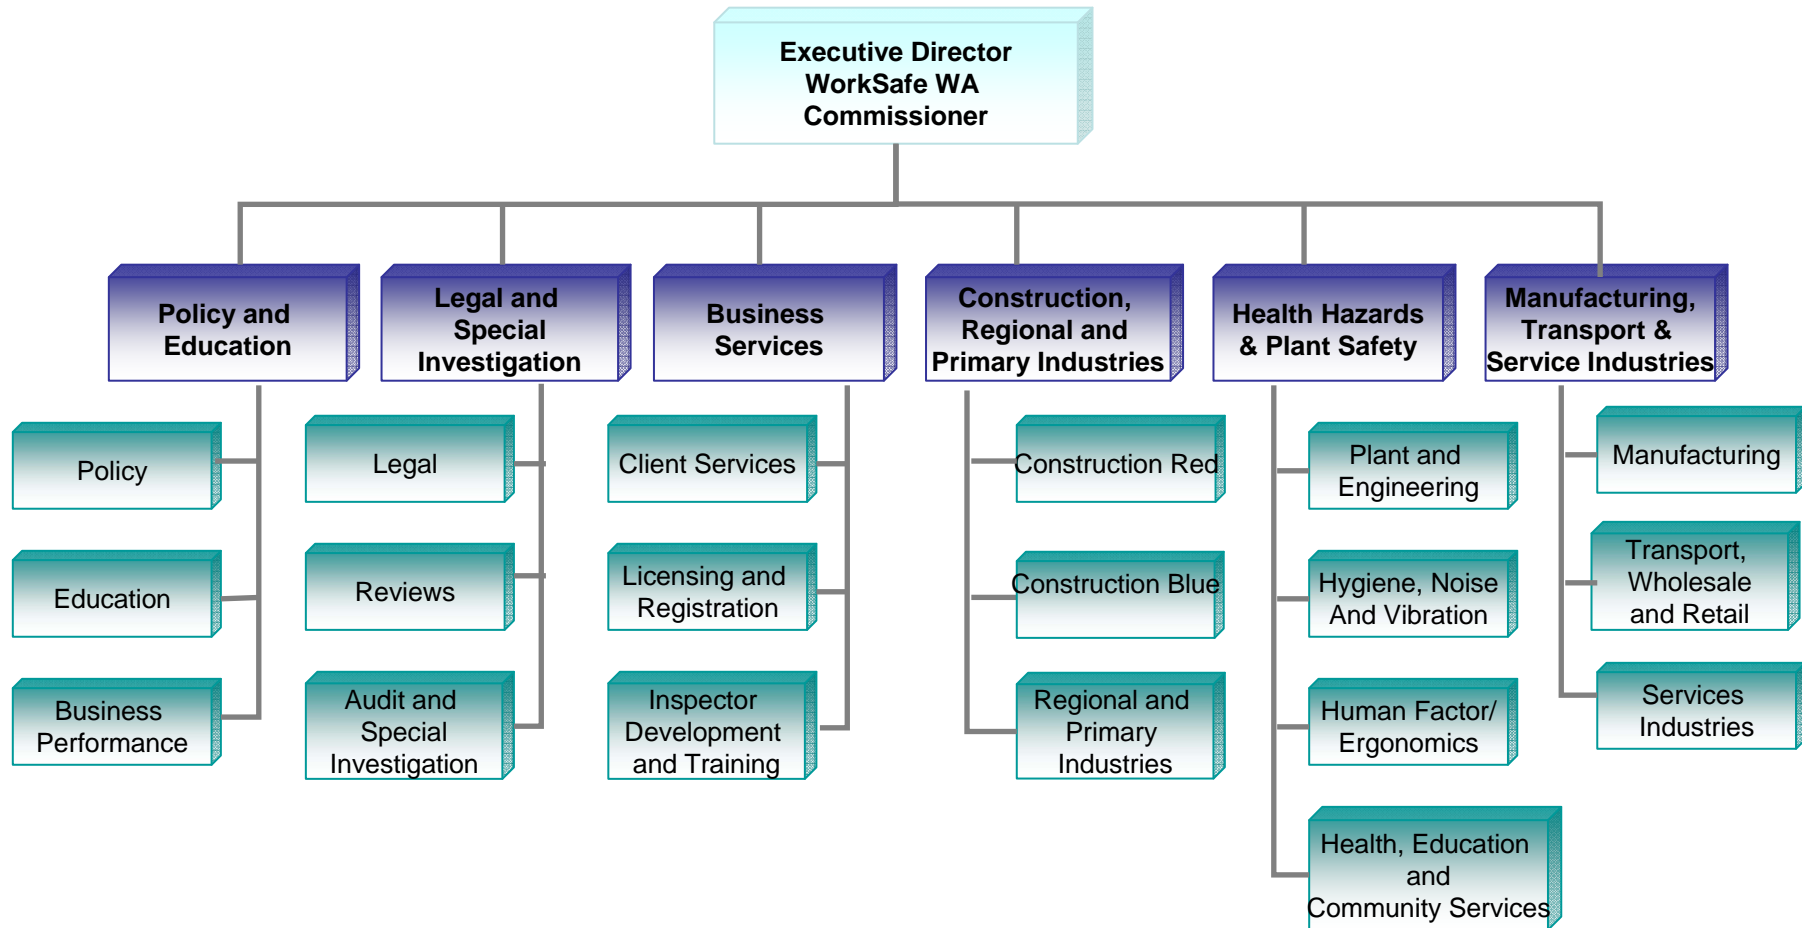 Executive Director
WorkSafe WA
Commissioner
Policy and
Education
Legal and
Special
Investigation
Business
Services
Construction,
Regional and
Primary Industries
Health Hazards
& Plant Safety
Manufacturing,
Transport &
Service Industries
Policy
Education
Business
Performance
Legal
Reviews
Audit and
Special
Investigation
Client Services
Licensing and
Registration
Inspector
Development
and Training
Construction Red
Construction Blue
Regional and
Primary
Industries
Plant and
Engineering
Hygiene, Noise
And Vibration
Human Factor/
Ergonomics
Health, Education
and
Community Services
Manufacturing
Transport,
Wholesale
and Retail
Services
Industries